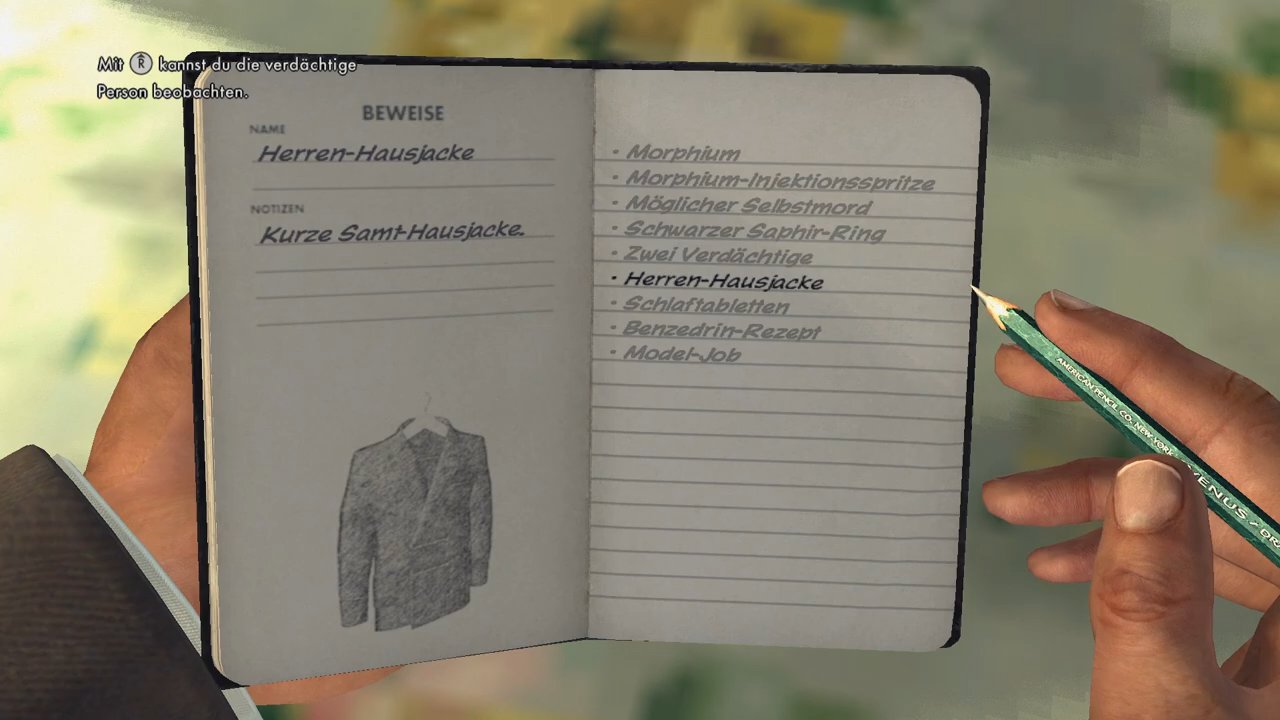 Mit R kannst du die verdächtige
Person beobachten.
BEWEISE
NAME
Herren-Hausjacke
NOTIZEN
Kurze Samt-Hausjacke.
• Morphium
• Morphium-Injektionsspritze
• Möglicher Selbstmord
• Schwarzer Saphir-Ring
• Zwei Verdächtige
• Herren-Hausjacke
• Schlaftabletten
• Benzedrin-Rezept
• Model-Job
AMERICAN PENCIL CO. NEW YORK
VENUS / DRA